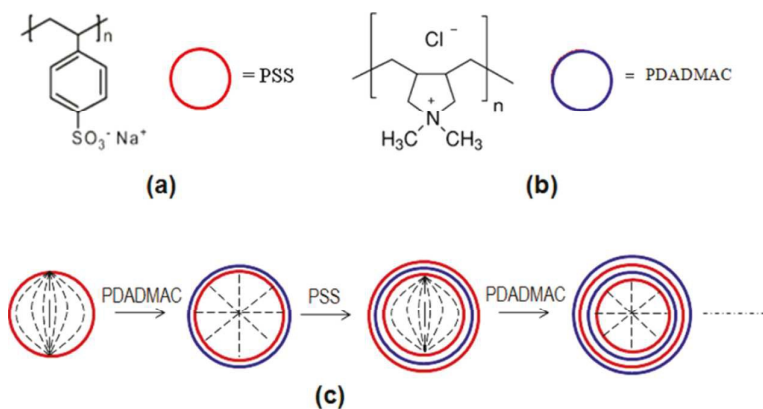 n
SO₃⁻ Na⁺
= PSS
(a)
Cl ⁻
n
+
N
H₃C CH₃
= PDADMAC
(b)
PDADMAC
PSS
PDADMAC
(c)